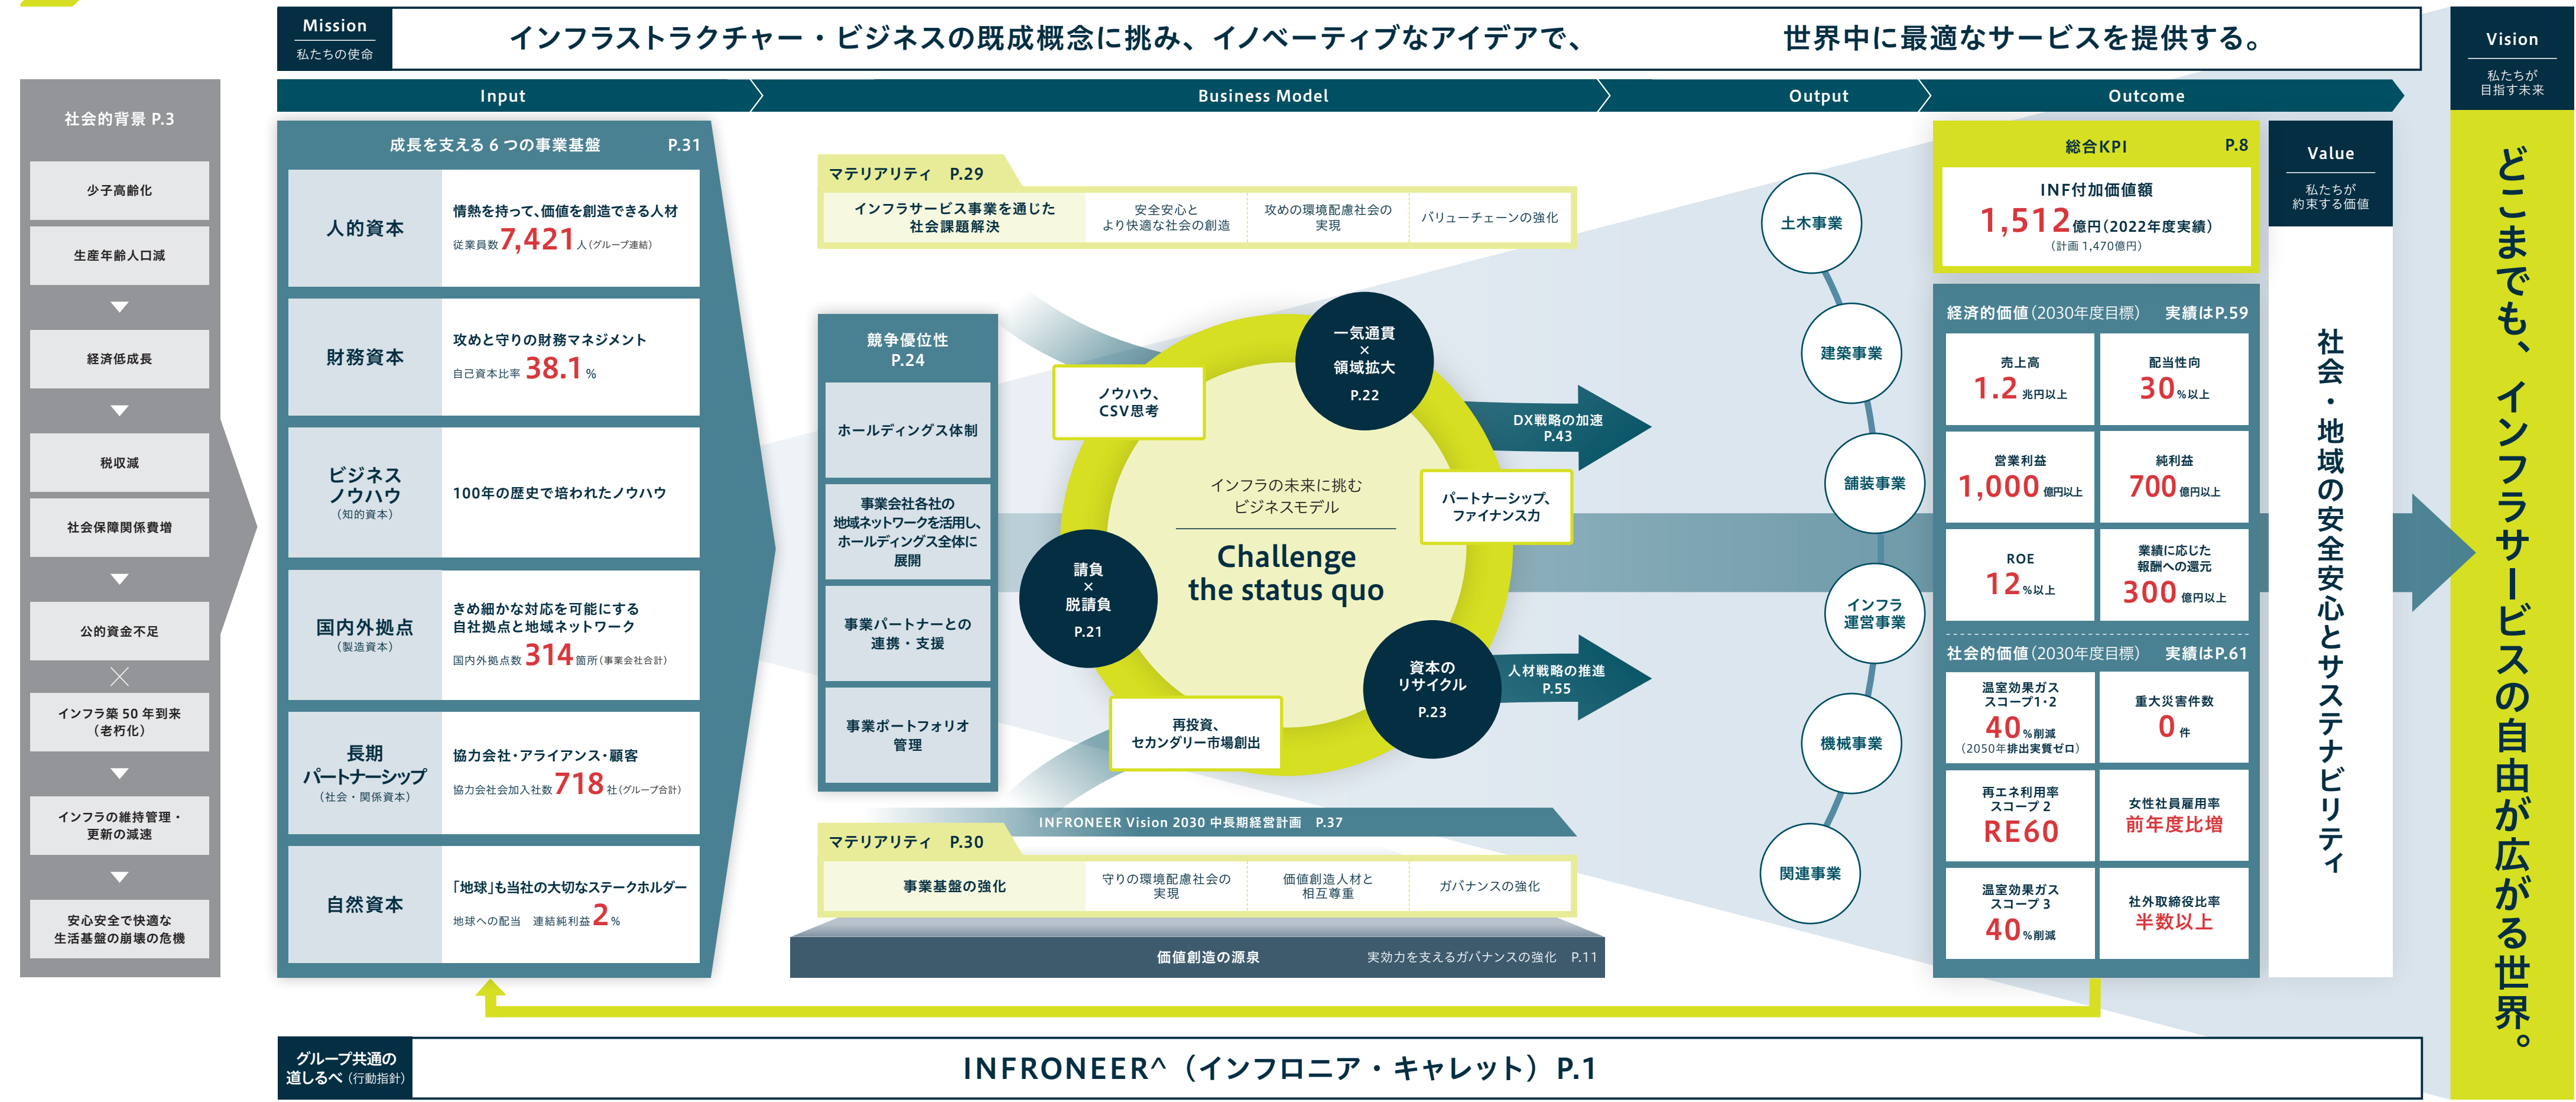 Mission
私たちの使命
インフラストラクチャー・ビジネスの既成概念に挑み、イノベーティブなアイデアで、
世界中に最適なサービスを提供する。
Vision
私たちが
目指す未来
どこまでも、インフラサービスの自由が広がる世界。
社会的背景 P.3
少子高齢化
生産年齢人口減
経済低成長
税収減
社会保障関係費増
公的資金不足
インフラ築 50 年到来
（老朽化）
インフラの維持管理・
更新の減速
安心安全で快適な
生活基盤の崩壊の危機
Input
Business Model
Output
Outcome
成長を支える 6 つの事業基盤 P.31
人的資本
情熱を持って、価値を創造できる人材
従業員数 7,421 人（グループ連結）
財務資本
攻めと守りの財務マネジメント
自己資本比率 38.1 %
ビジネス
ノウハウ
（知的資本）
100年の歴史で培われたノウハウ
国内外拠点
（製造資本）
きめ細かな対応を可能にする
自社拠点と地域ネットワーク
国内外拠点数 314 箇所（事業会社合計）
長期
パートナーシップ
（社会・関係資本）
協力会社・アライアンス・顧客
協力会社会加入社数 718 社（グループ合計）
自然資本
「地球」も当社の大切なステークホルダー
地球への配当 連結純利益 2 %
マテリアリティ P.29
インフラサービス事業を通じた
社会課題解決
安全安心と
より快適な社会の創造
攻めの環境配慮社会の
実現
バリューチェーンの強化
競争優位性
P.24
ホールディングス体制
事業会社各社の
地域ネットワークを活用し、
ホールディングス全体に
展開
事業パートナーとの
連携・支援
事業ポートフォリオ
管理
ノウハウ、
CSV思考
一気通貫
×
領域拡大
P.22
パートナーシップ、
ファイナンス力
インフラの未来に挑む
ビジネスモデル
Challenge
the status quo
請負
×
脱請負
P.21
資本の
リサイクル
P.23
再投資、
セカンダリー市場創出
DX戦略の加速
P.43
人材戦略の推進
P.55
INFRONEER Vision 2030 中長期経営計画 P.37
マテリアリティ P.30
事業基盤の強化
守りの環境配慮社会の
実現
価値創造人材と
相互尊重
ガバナンスの強化
価値創造の源泉
実効力を支えるガバナンスの強化 P.11
土木事業
建築事業
舗装事業
インフラ
運営事業
機械事業
関連事業
総合KPI P.8
INF付加価値額
1,512億円（2022年度実績）
（計画 1,470億円）
経済的価値（2030年度目標） 実績はP.59
売上高
1.2 兆円以上
配当性向
30 %以上
営業利益
1,000 億円以上
純利益
700 億円以上
ROE
12 %以上
業績に応じた
報酬への還元
300 億円以上
社会的価値（2030年度目標） 実績はP.61
温室効果ガス
スコープ1・2
40 %削減
（2050年排出実質ゼロ）
重大災害件数
0 件
再エネ利用率
スコープ 2
RE60
女性社員雇用率
前年度比増
温室効果ガス
スコープ 3
40 %削減
社外取締役比率
半数以上
Value
私たちが
約束する価値
社会・地域の安全安心とサステナビリティ
グループ共通の
道しるべ（行動指針）
INFRONEER^（インフロニア・キャレット）P.1